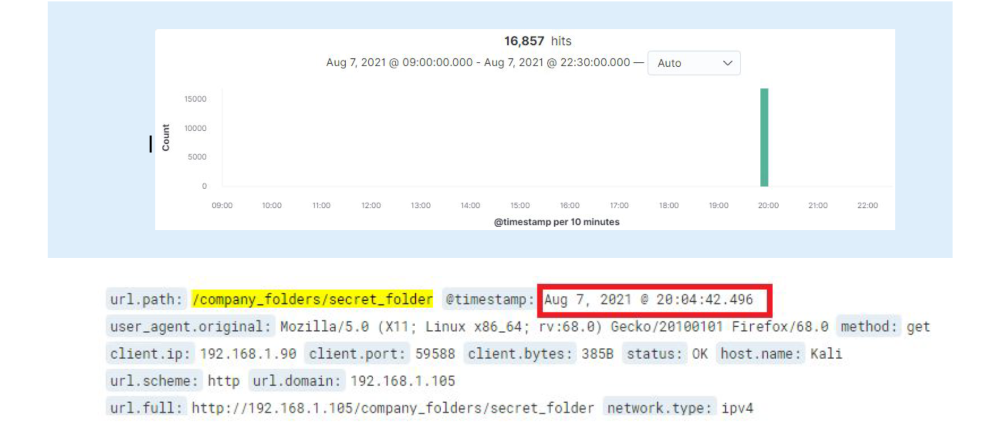 16,857 hits
Aug 7, 2021 @ 09:00:00.000 - Aug 7, 2021 @ 22:30:00.000 — Auto
15000
10000
5000
0
Count
09:00 10:00 11:00 12:00 13:00 14:00 15:00 16:00 17:00 18:00 19:00 20:00 21:00 22:00
@timestamp per 10 minutes
url.path: /company_folders/secret_folder @timestamp: Aug 7, 2021 @ 20:04:42.496
user_agent.original: Mozilla/5.0 (X11; Linux x86_64; rv:68.0) Gecko/20100101 Firefox/68.0 method: get
client.ip: 192.168.1.90 client.port: 59588 client.bytes: 385B status: OK host.name: Kali
url.scheme: http url.domain: 192.168.1.105
url.full: http://192.168.1.105/company_folders/secret_folder network.type: ipv4